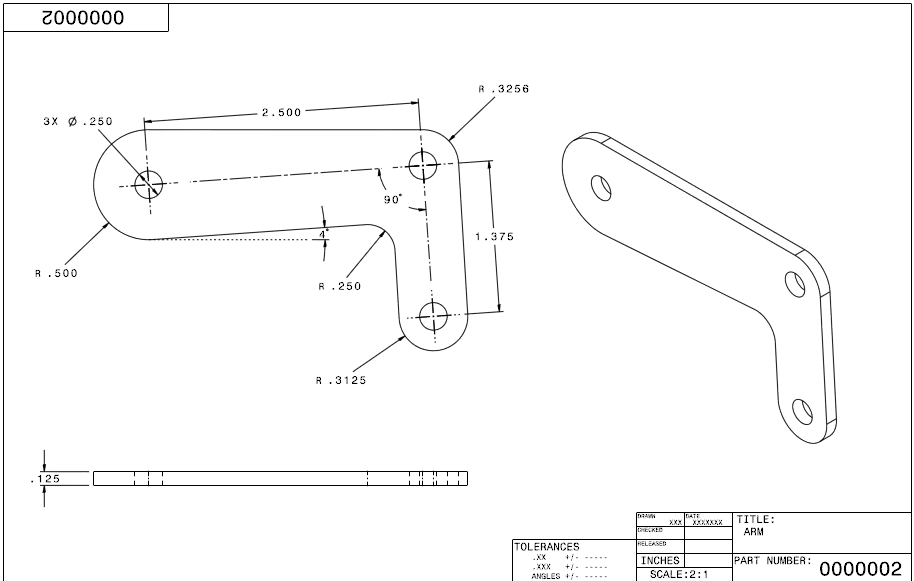 0000002
R .3256
2.500
3X Ø .250
90°
1.375
4°
R .500
R .250
R .3125
.125
DRAWN XXX DATE XXXXXXX
CHECKED
RELEASED
TITLE:
ARM
TOLERANCES
.XX +/- -----
.XXX +/- -----
ANGLES +/- -----
INCHES
SCALE:2:1
PART NUMBER: 0000002